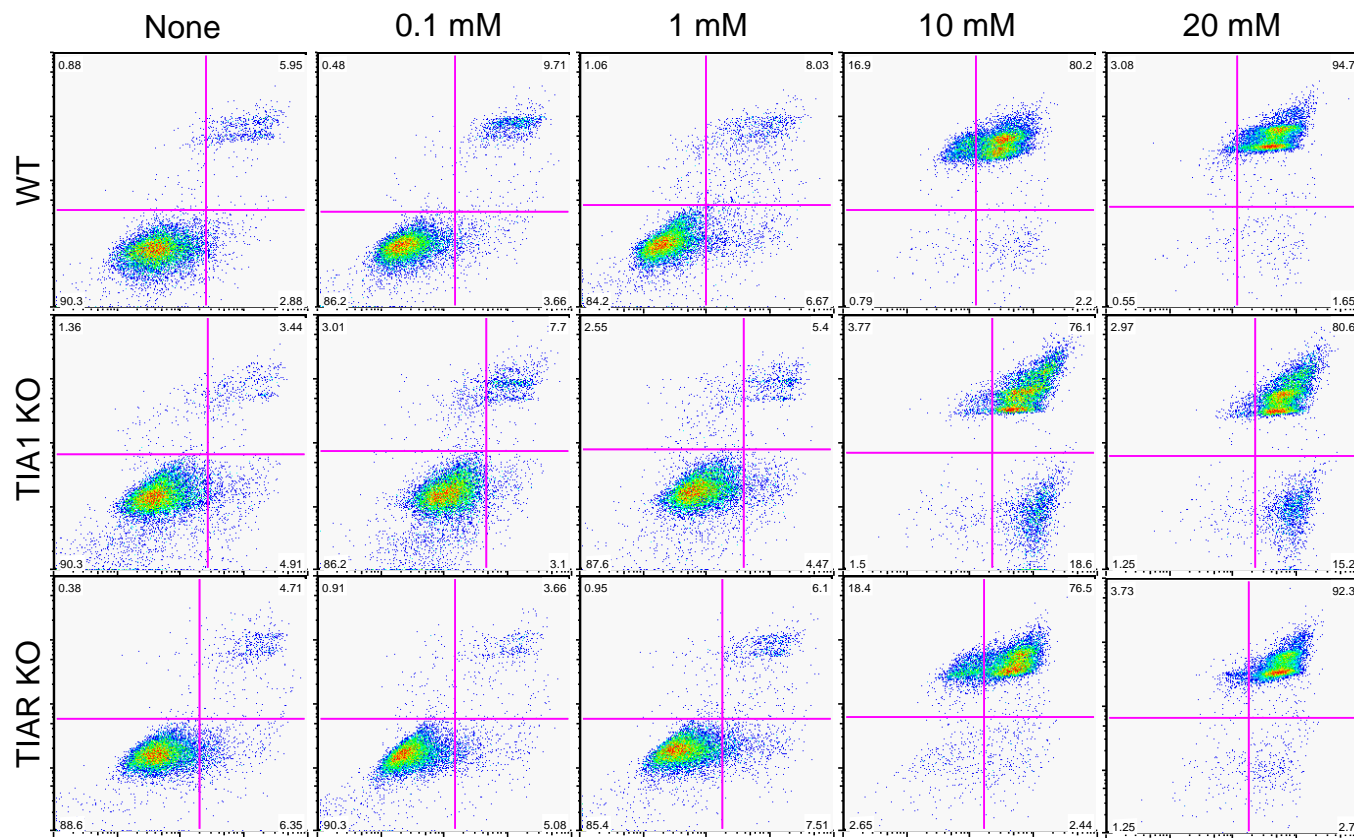 None 0.1 mM 1 mM 10 mM 20 mM
0.88 5.95 0.48 9.71 1.06 8.03 16.9 80.2 3.08 94.7
WT
90.3 2.88 86.2 3.66 84.2 6.67 0.79 2.2 0.55 1.65
1.36 3.44 3.01 7.7 2.55 5.4 3.77 76.1 2.97 80.6
TIA1 KO
90.3 4.91 86.2 3.1 87.6 4.47 1.5 18.6 1.25 15.2
0.38 4.71 0.91 3.66 0.95 6.1 18.4 76.5 3.73 92.3
TIAR KO
88.6 6.35 90.3 5.08 85.4 7.51 2.65 2.44 1.25 2.7